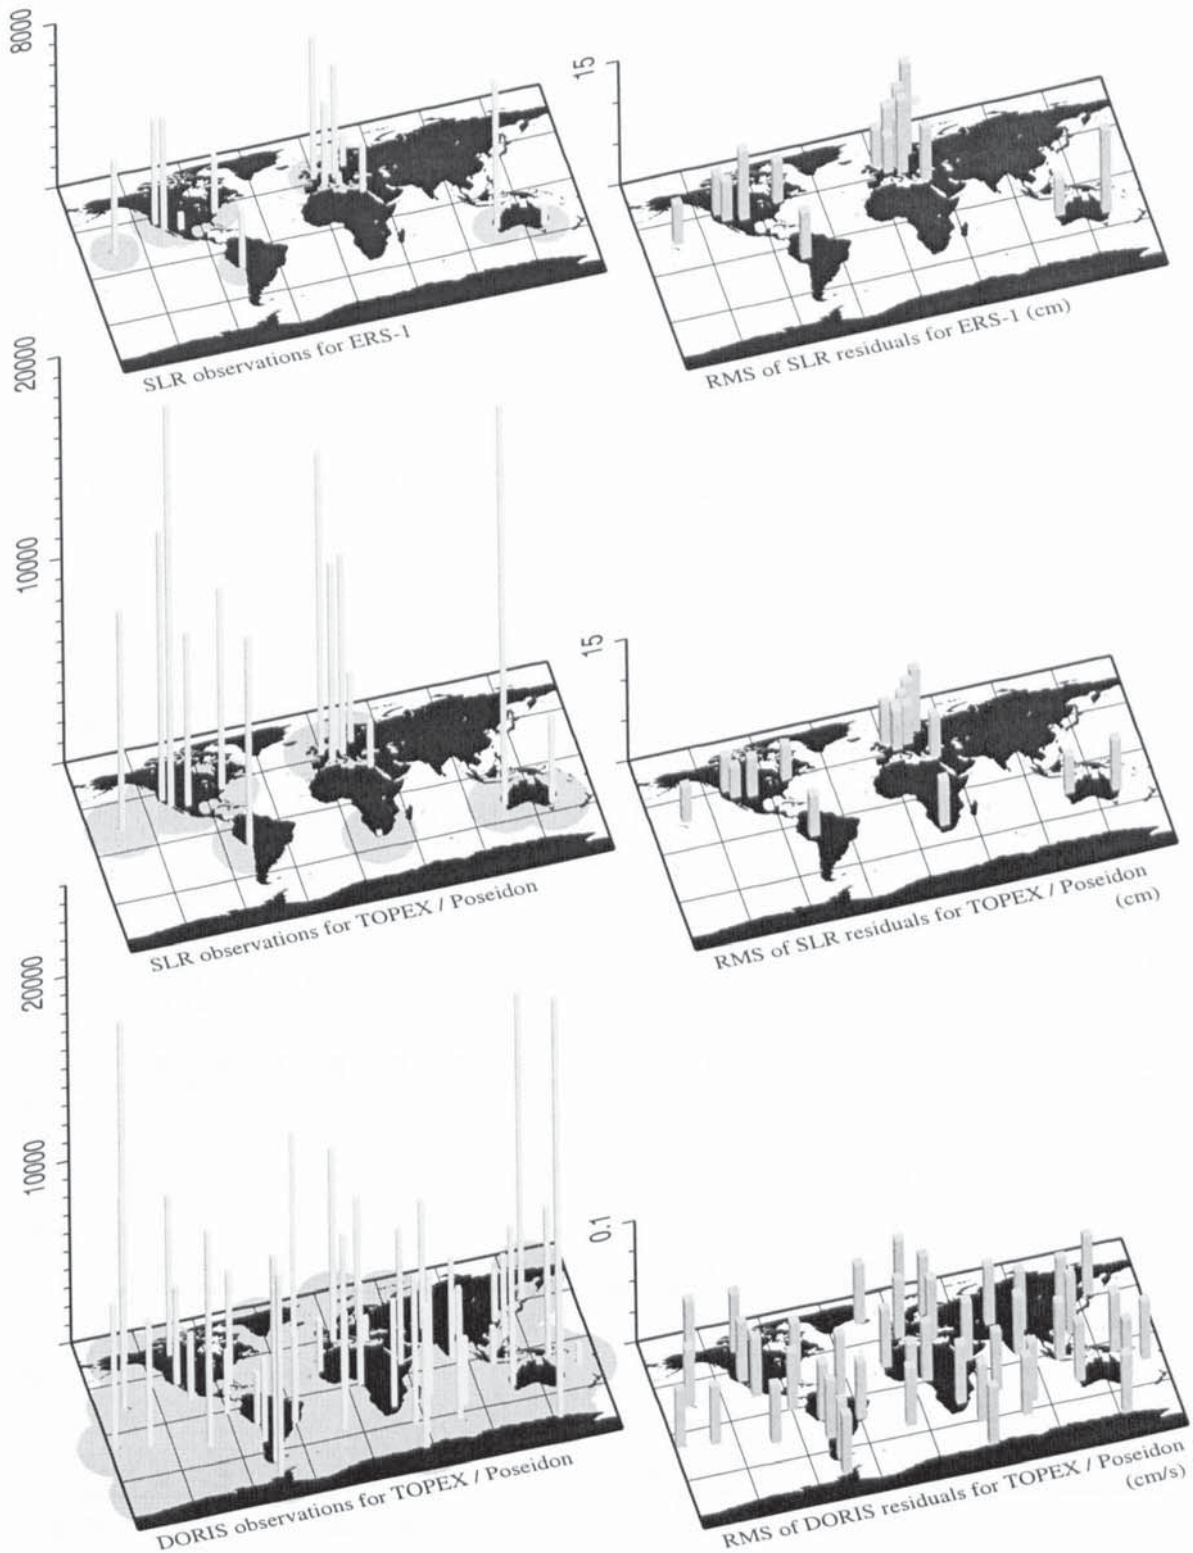 8000
15
SLR observations for ERS-1
RMS of SLR residuals for ERS-1 (cm)
20000
10000
15
SLR observations for TOPEX / Poseidon
RMS of SLR residuals for TOPEX / Poseidon
(cm)
20000
10000
0.1
DORIS observations for TOPEX / Poseidon
RMS of DORIS residuals for TOPEX / Poseidon
(cm/s)